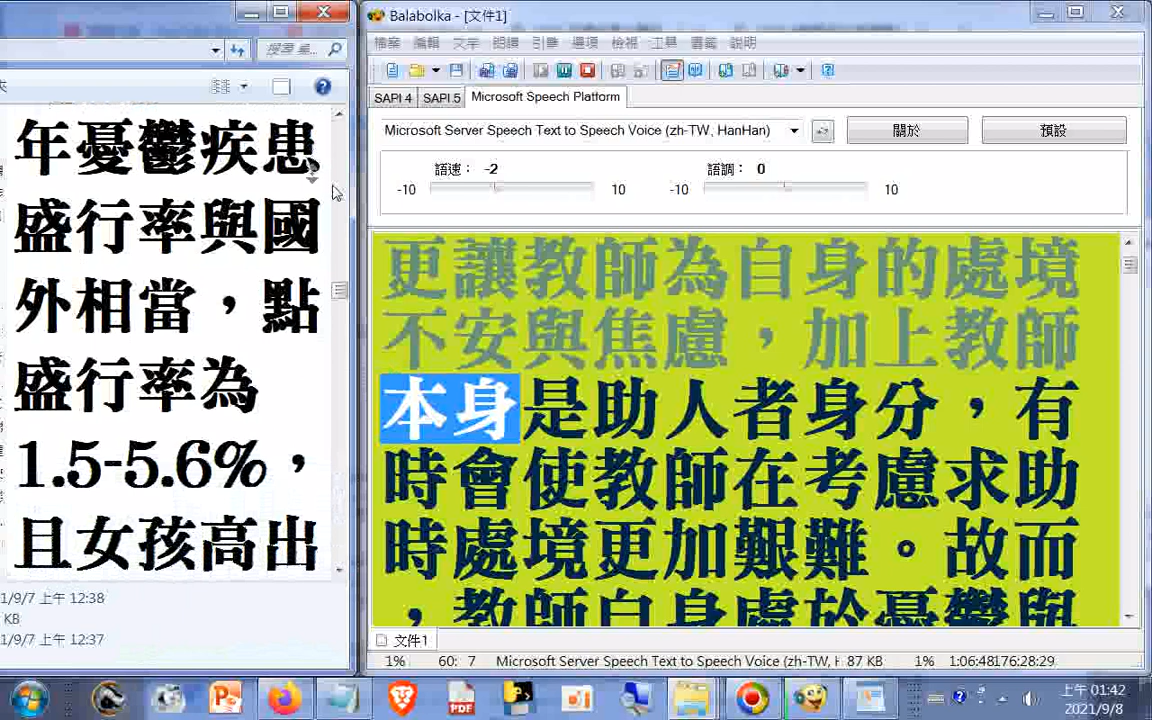 搜尋 桌...
年憂鬱疾患
盛行率與國
外相當，點
盛行率為
1.5-5.6%，
且女孩高出
1/9/7 上午 12:38
KB
1/9/7 上午 12:37
Balabolka - [文件1]
檔案 編輯 文字 朗讀 引擎 選項 檢視 工具 書籤 說明
SAPI 4 SAPI 5 Microsoft Speech Platform
Microsoft Server Speech Text to Speech Voice (zh-TW, HanHan) 關於 預設
語速： -2 語調： 0
-10 10 -10 10
更讓教師為自身的處境
不安與焦慮，加上教師
本身是助人者身分，有
時會使教師在考慮求助
時處境更加艱難。故而
，教師自身處於憂鬱與
文件1
1% 60: 7 Microsoft Server Speech Text to Speech Voice (zh-TW, H 87 KB 1% 1:06:48\176:28:29
PDF
上午 01:42
2021/9/8